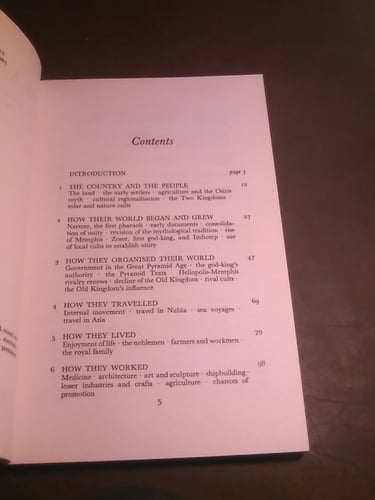 Contents
INTRODUCTION page 7
1 THE COUNTRY AND THE PEOPLE 12
The land · the early settlers · agriculture and the Osiris
myth · cultural regionalisation · the Two Kingdoms ·
solar and nature cults
2 HOW THEIR WORLD BEGAN AND GREW 27
Narmer, the first pharaoh · early documents · consolida-
tion of unity · revision of the mythological tradition · rise
of Memphis · Zoser, first god-king, and Imhotep · use
of local cults to establish unity
3 HOW THEY ORGANISED THEIR WORLD 47
Government in the Great Pyramid Age · the god-king's
authority · the Pyramid Texts Heliopolis-Memphis
rivalry renews · decline of the Old Kingdom · rival cults
the Old Kingdom's influence
4 HOW THEY TRAVELLED 69
Internal movement · travel in Nubia · sea voyages ·
travel in Asia
5 HOW THEY LIVED 79
Enjoyment of life · the noblemen · farmers and workmen ·
the royal family
6 HOW THEY WORKED 98
Medicine · architecture · art and sculpture · shipbuilding ·
lesser industries and crafts · agriculture · chances of
promotion
5